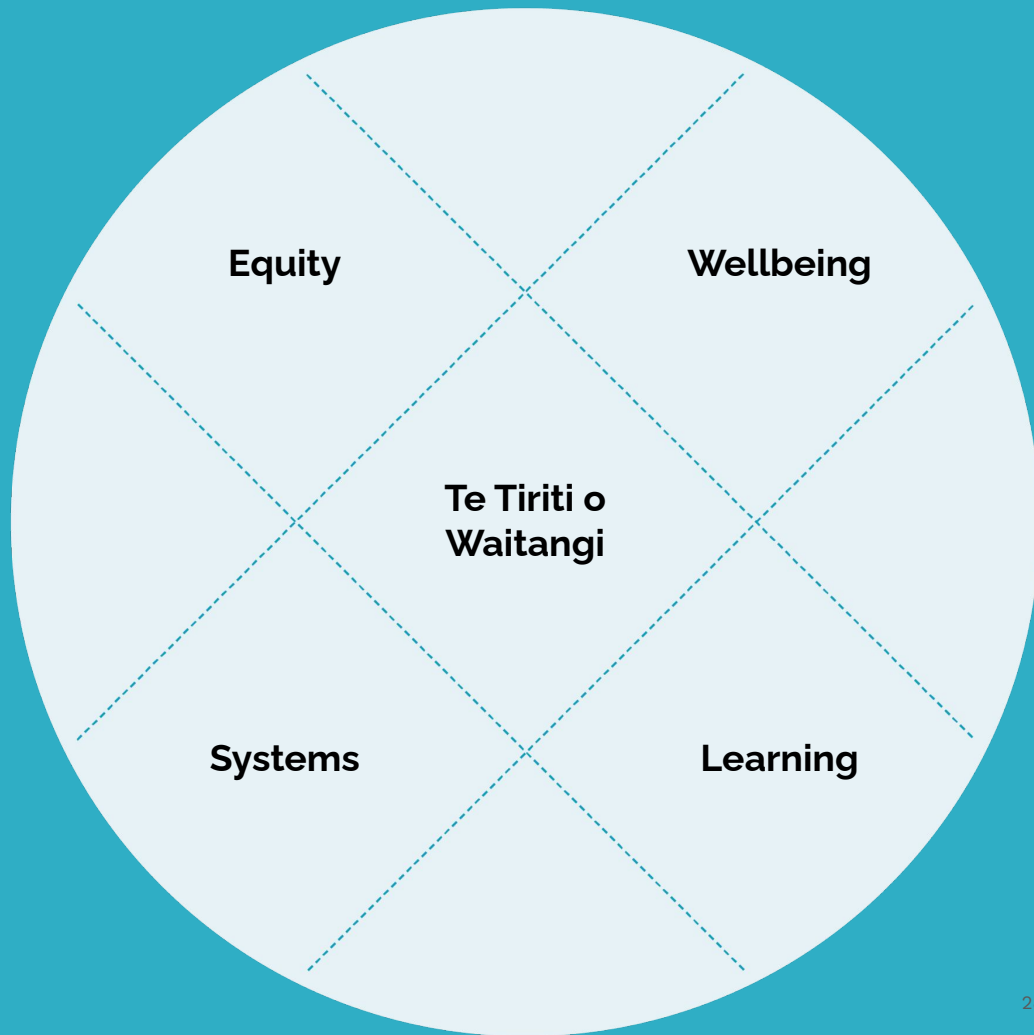 Equity
Wellbeing
Te Tiriti o
Waitangi
Systems
Learning
2